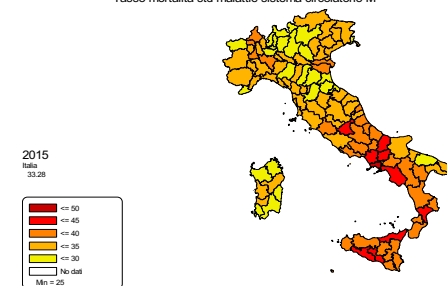 Tasso mortalità std malattie sistema circolatorio M
2015
Italia
33.28
<= 50
<= 45
<= 40
<= 35
<= 30
No dati
Min = 25